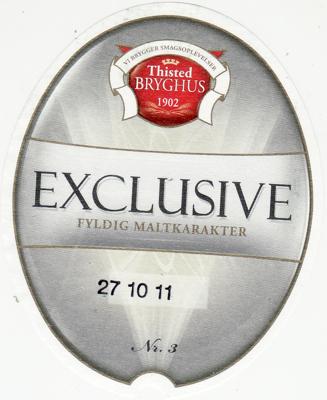 VI BRYGGER SMAGSOPLEVELSER
Thisted
BRYGHUS
1902
EXCLUSIVE
FYLDIG MALTKARAKTER
27 10 11
Nr. 3